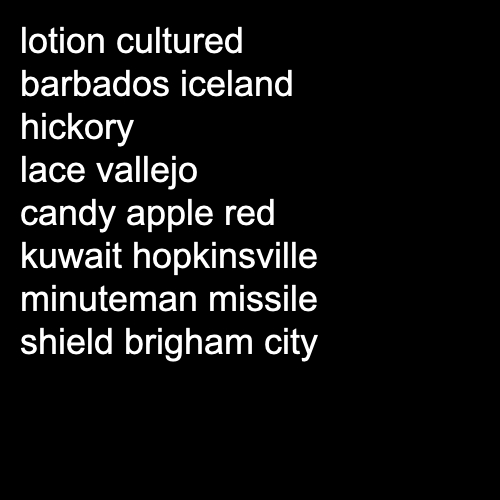 lotion cultured
barbados iceland
hickory
lace vallejo
candy apple red
kuwait hopkinsville
minuteman missile
shield brigham city